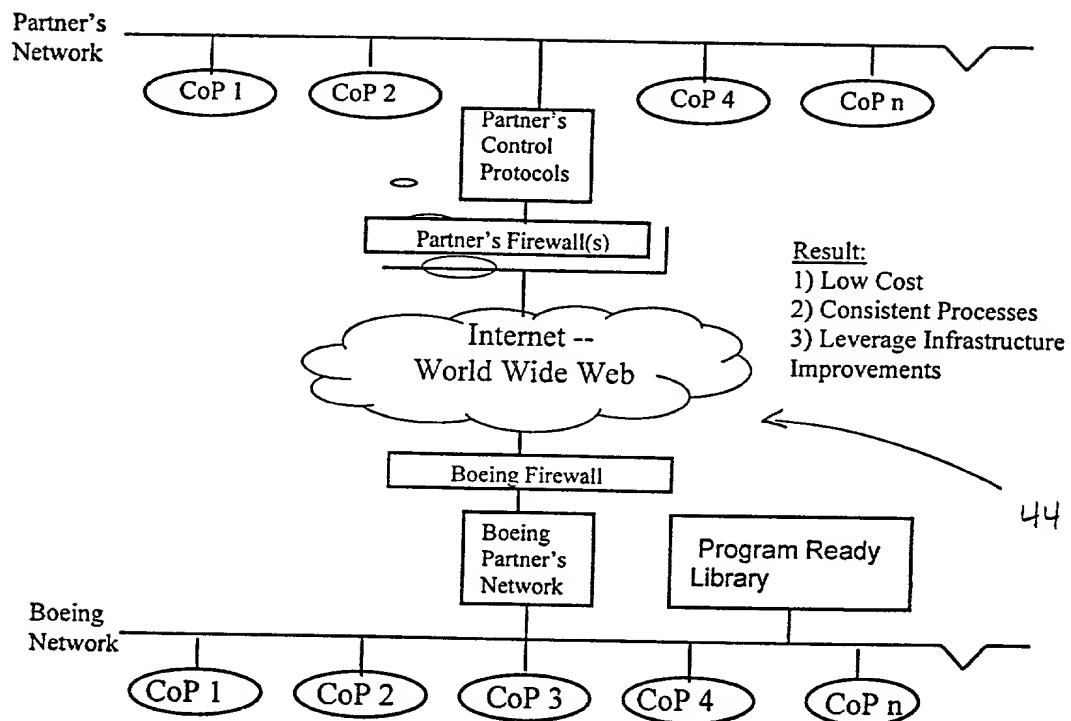 Partner's
Network
CoP 1
CoP 2
CoP 4
CoP n
Partner's
Control
Protocols
Partner's Firewall(s)
Result:
1) Low Cost
2) Consistent Processes
3) Leverage Infrastructure
Improvements
Internet --
World Wide Web
Boeing Firewall
44
Boeing
Partner's
Network
Program Ready
Library
Boeing
Network
CoP 1
CoP 2
CoP 3
CoP 4
CoP n